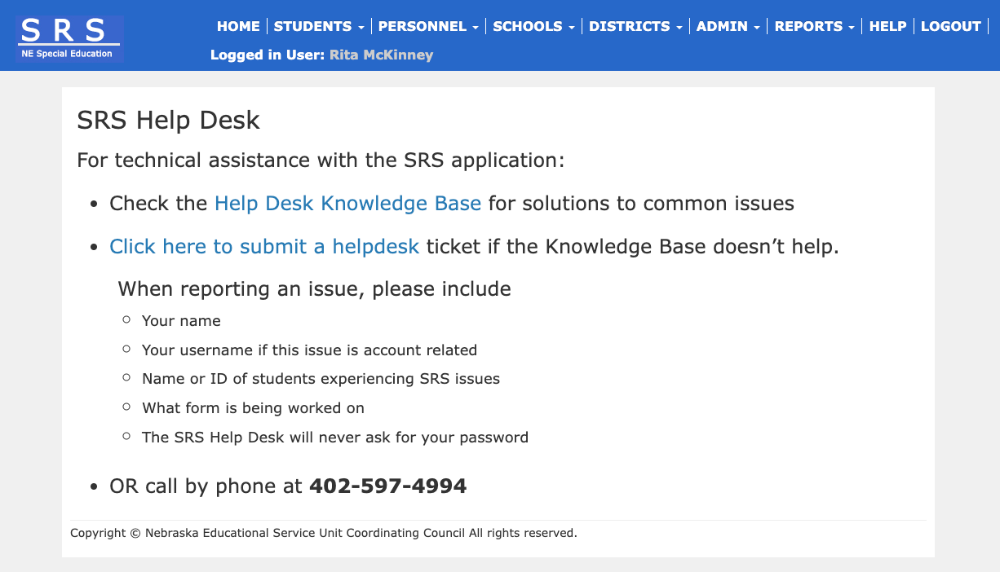 S R S
NE Special Education
HOME STUDENTS PERSONNEL SCHOOLS DISTRICTS ADMIN REPORTS HELP LOGOUT
Logged in User: Rita McKinney
SRS Help Desk
For technical assistance with the SRS application:
• Check the Help Desk Knowledge Base for solutions to common issues
• Click here to submit a helpdesk ticket if the Knowledge Base doesn’t help.
When reporting an issue, please include
○ Your name
○ Your username if this issue is account related
○ Name or ID of students experiencing SRS issues
○ What form is being worked on
○ The SRS Help Desk will never ask for your password
• OR call by phone at 402-597-4994
Copyright © Nebraska Educational Service Unit Coordinating Council All rights reserved.